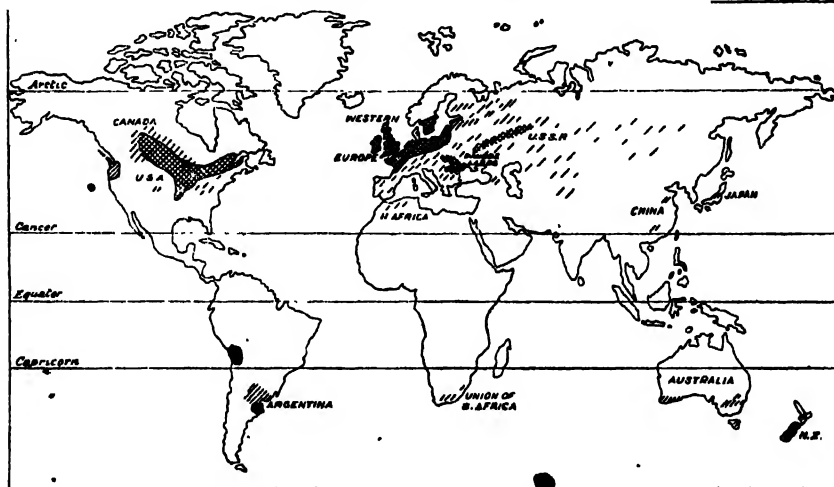 Arctic
CANADA
WESTERN
EUROPE
U.S.S.R
U.S.A
N AFRICA
CHINA
JAPAN
Cancer
Equator
Capricorn
ARGENTINA
UNION OF
S. AFRICA
AUSTRALIA
N.Z.